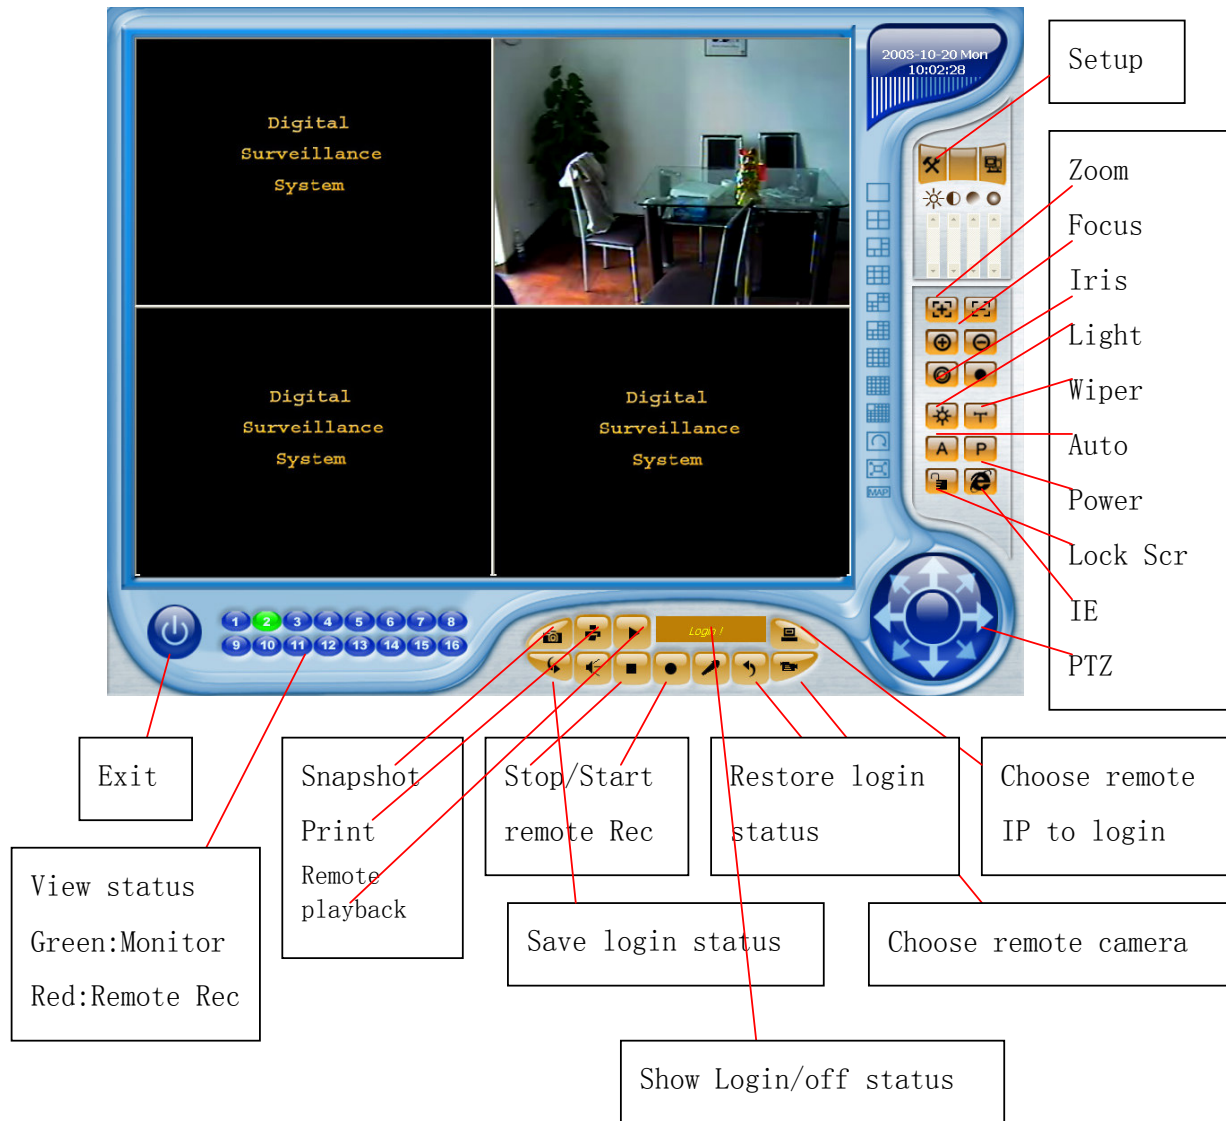 2003-10-20 Mon
10:02:28
Setup
Digital
Surveillance
System
Zoom
Focus
Iris
Light
Wiper
Auto
Power
Lock Scr
IE
PTZ
A P
MAP
Digital
Surveillance
System
Digital
Surveillance
System
1 2 3 4 5 6 7 8
9 10 11 12 13 14 15 16
Login !
Exit
Snapshot
Print
Remote
playback
Stop/Start
remote Rec
Restore login
status
Choose remote
IP to login
View status
Green:Monitor
Red:Remote Rec
Save login status
Choose remote camera
Show Login/off status